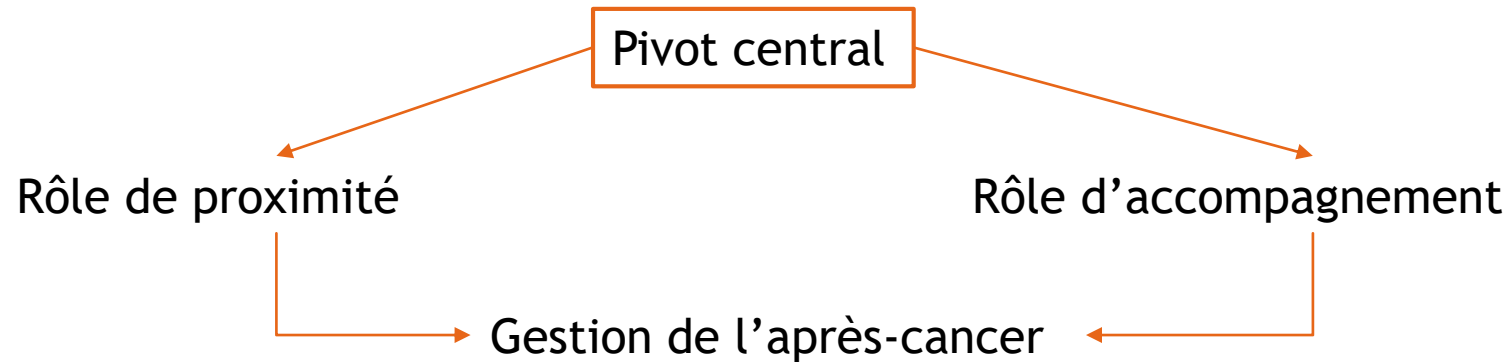 Pivot central
Rôle de proximité
Rôle d’accompagnement
Gestion de l’après-cancer